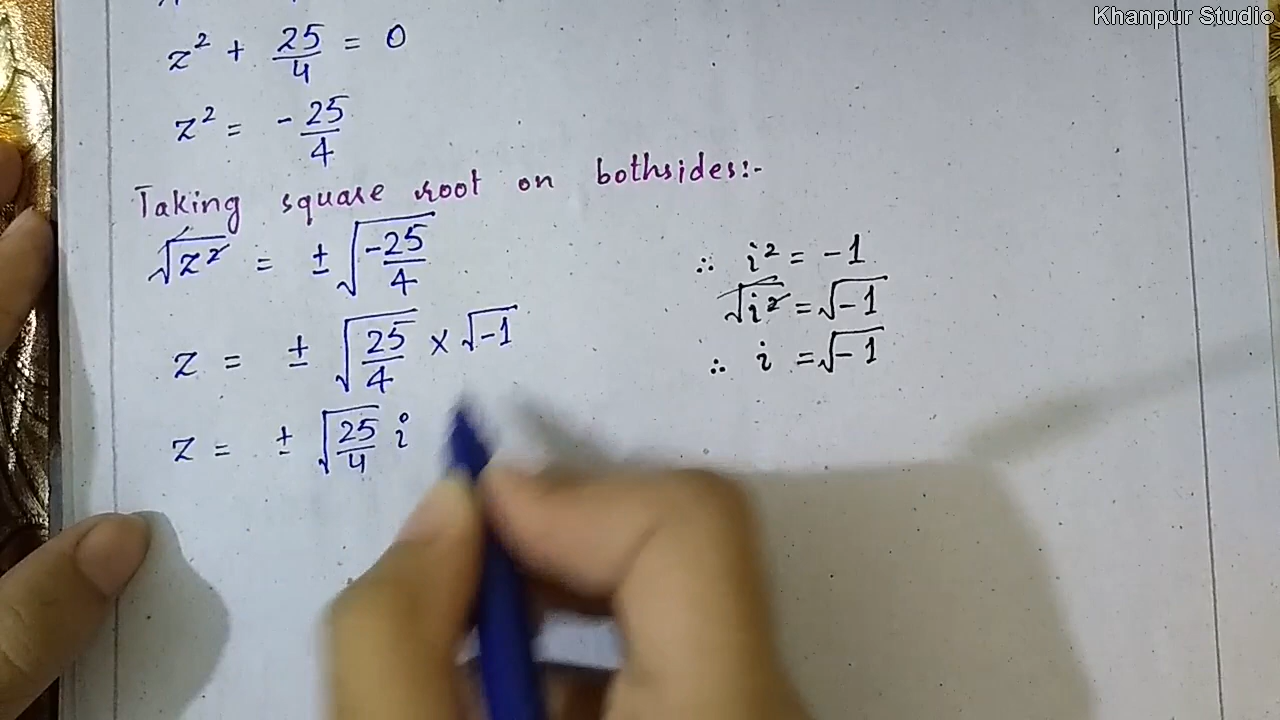 Khanpur Studio
z² + 25/4 = 0
z² = -25/4
Taking square root on bothsides:-
√z² = ± √(-25/4)
z = ± √(25/4) × √-1
z = ± √(25/4) i
∴ i² = -1
√i² = √-1
∴ i = √-1